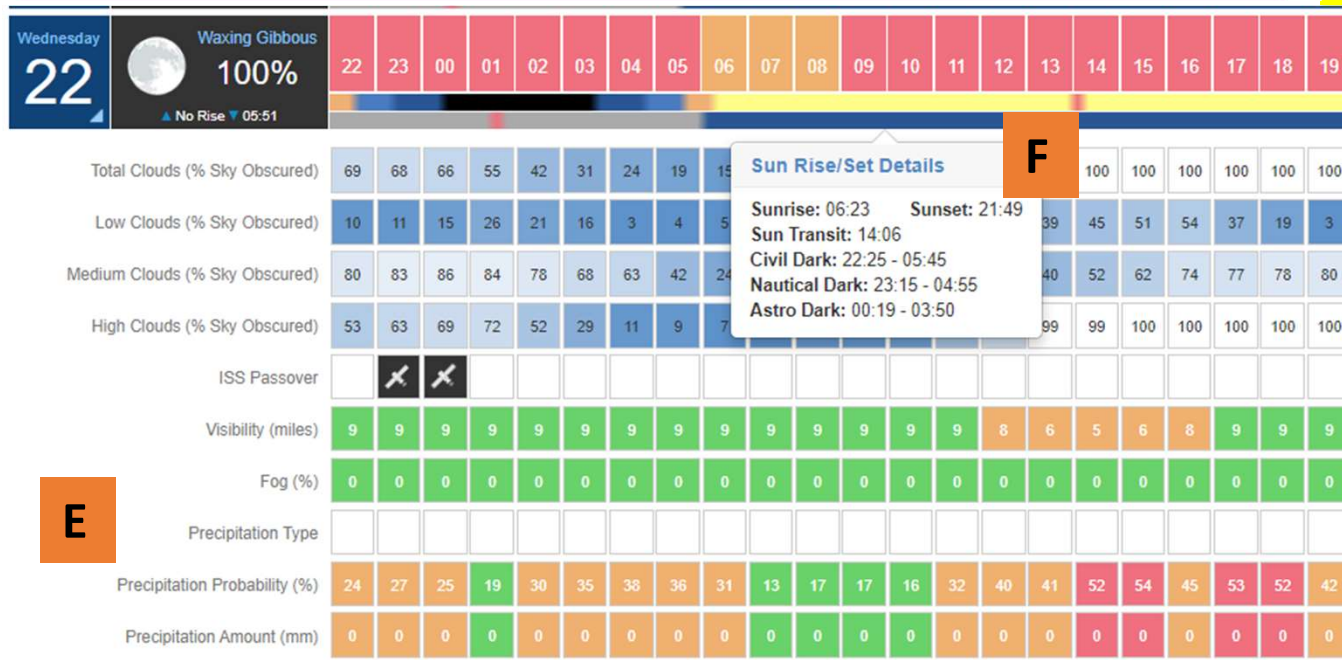 Wednesday
22
Waxing Gibbous
100%
▲ No Rise ▼ 05:51
22 23 00 01 02 03 04 05 06 07 08 09 10 11 12 13 14 15 16 17 18 19
Total Clouds (% Sky Obscured) 69 68 66 55 42 31 24 19 15 100 100 100 100 100 100
Low Clouds (% Sky Obscured) 10 11 15 26 21 16 3 4 5 39 45 51 54 37 19 3
Medium Clouds (% Sky Obscured) 80 83 86 84 78 68 63 42 24 40 52 62 74 77 78 80
High Clouds (% Sky Obscured) 53 63 69 72 52 29 11 9 7 99 99 100 100 100 100 100
Sun Rise/Set Details
Sunrise: 06:23 Sunset: 21:49
Sun Transit: 14:06
Civil Dark: 22:25 - 05:45
Nautical Dark: 23:15 - 04:55
Astro Dark: 00:19 - 03:50
F
ISS Passover
Visibility (miles) 9 9 9 9 9 9 9 9 9 9 9 9 9 9 8 6 5 6 8 9 9 9
Fog (%) 0 0 0 0 0 0 0 0 0 0 0 0 0 0 0 0 0 0 0 0 0 0
E
Precipitation Type
Precipitation Probability (%) 24 27 25 19 30 35 38 36 31 13 17 17 16 32 40 41 52 54 45 53 52 42
Precipitation Amount (mm) 0 0 0 0 0 0 0 0 0 0 0 0 0 0 0 0 0 0 0 0 0 0